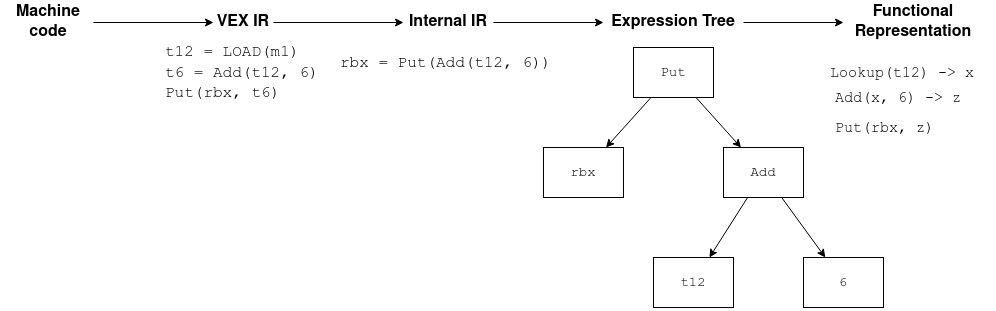 Machine
code
VEX IR
Internal IR
Expression Tree
Functional
Representation
t12 = LOAD(m1)
t6 = Add(t12, 6)
Put(rbx, t6)
rbx = Put(Add(t12, 6))
Put
rbx
Add
t12
6
Lookup(t12) -> x
Add(x, 6) -> z
Put(rbx, z)